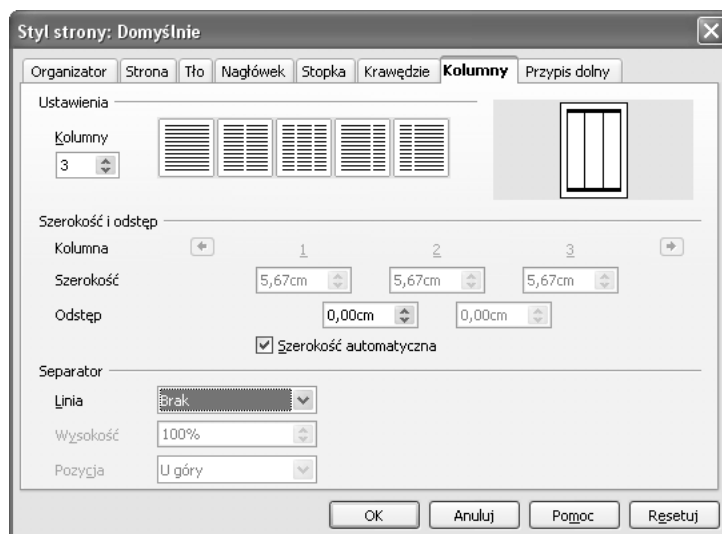 Styl strony: Domyślnie
Organizator Strona Tło Nagłówek Stopka Krawędzie Kolumny Przypis dolny
Ustawienia
Kolumny
3
Szerokość i odstęp
Kolumna 1 2 3
Szerokość 5,67cm 5,67cm 5,67cm
Odstęp 0,00cm 0,00cm
Szerokość automatyczna
Separator
Linia Brak
Wysokość 100%
Pozycja U góry
OK Anuluj Pomoc Resetuj